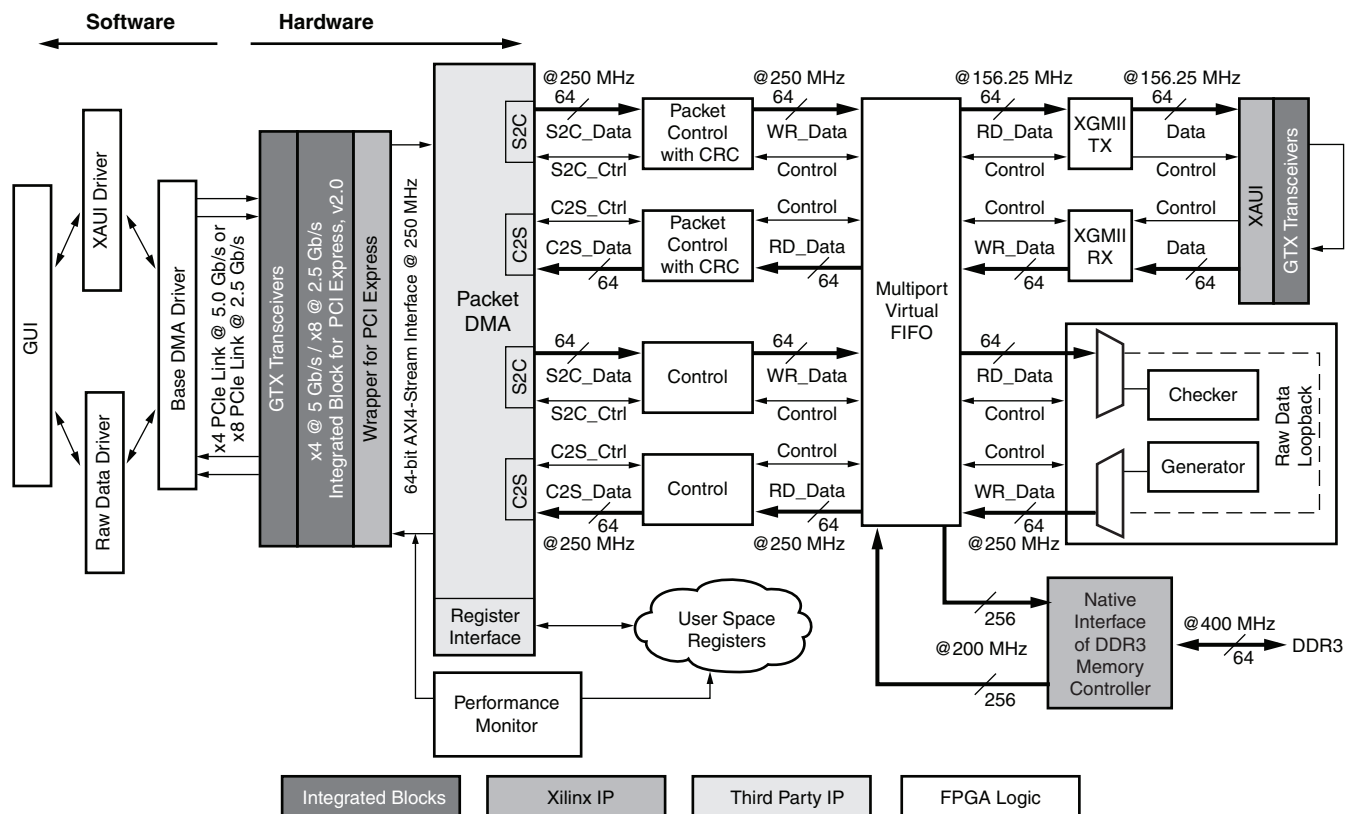 Software
Hardware
GUI
XAUI Driver
Raw Data Driver
Base DMA Driver
x4 PCIe Link @ 5.0 Gb/s or
x8 PCIe Link @ 2.5 Gb/s
GTX Transceivers
x4 @ 5 Gb/s / x8 @ 2.5 Gb/s
Integrated Block for PCI Express, v2.0
Wrapper for PCI Express
64-bit AXI4-Stream Interface @ 250 MHz
Packet
DMA
S2C
C2S
S2C
C2S
Register
Interface
@250 MHz
64
S2C_Data
S2C_Ctrl
Packet
Control
with CRC
@250 MHz
64
WR_Data
Control
C2S_Ctrl
C2S_Data
64
Packet
Control
with CRC
Control
RD_Data
64
64
S2C_Data
S2C_Ctrl
Control
64
WR_Data
Control
C2S_Ctrl
C2S_Data
64
@250 MHz
Control
Control
RD_Data
64
@250 MHz
Multiport
Virtual
FIFO
@156.25 MHz
64
RD_Data
Control
XGMII
TX
@156.25 MHz
64
Data
Control
Control
WR_Data
64
XGMII
RX
Control
Data
64
XAUI
GTX Transceivers
64
RD_Data
Control
Control
WR_Data
64
@250 MHz
Checker
Generator
Raw Data
Loopback
256
@200 MHz
256
Native
Interface
of DDR3
Memory
Controller
@400 MHz
64
DDR3
User Space
Registers
Performance
Monitor
Integrated Blocks
Xilinx IP
Third Party IP
FPGA Logic